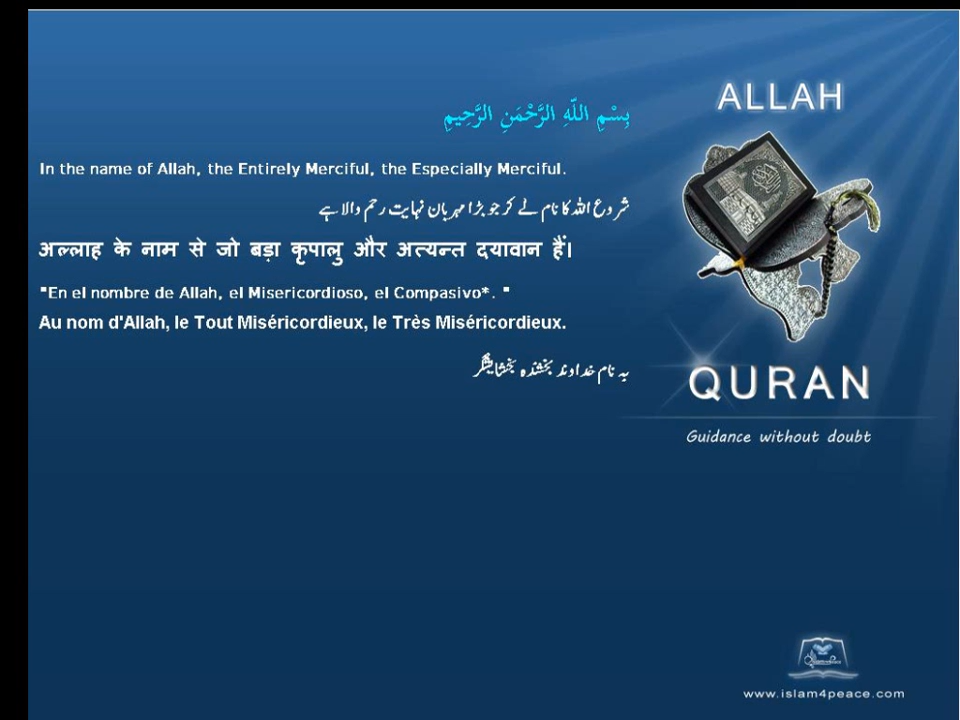 بِسْمِ اللَّهِ الرَّحْمَنِ الرَّحِيمِ
In the name of Allah, the Entirely Merciful, the Especially Merciful.
شروع اللہ کا نام لے کر جو بڑا مہربان نہایت رحم والا ہے
अल्लाह के नाम से जो बड़ा कृपालु और अत्यन्त दयावान हैं।
"En el nombre de Allah, el Misericordioso, el Compasivo*. "
Au nom d'Allah, le Tout Miséricordieux, le Très Miséricordieux.
به نام خداوند بخشنده بخشایشگر
ALLAH
QURAN
Guidance without doubt
www.islam4peace.com